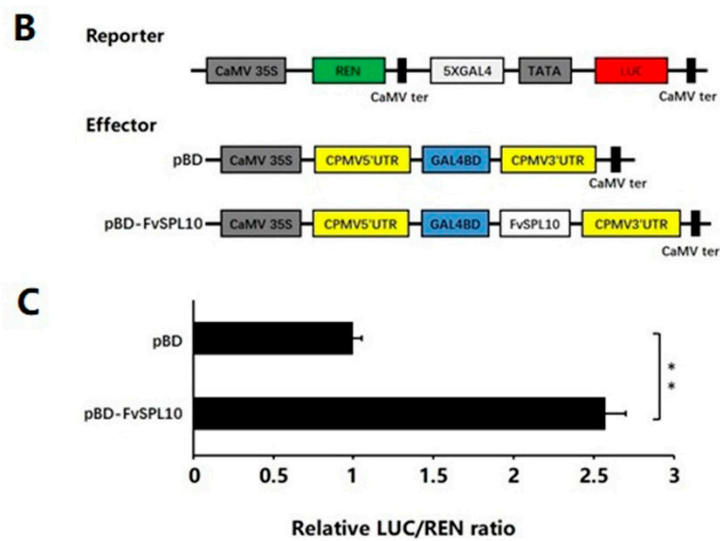 B
Reporter
CaMV 35S REN 5XGAL4 TATA LUC
CaMV ter CaMV ter
Effector
pBD CaMV 35S CPMV5'UTR GAL4BD CPMV3'UTR
CaMV ter
pBD-FvSPL10 CaMV 35S CPMV5'UTR GAL4BD FvSPL10 CPMV3'UTR
CaMV ter
C
pBD
**
pBD-FvSPL10
0 0.5 1 1.5 2 2.5 3
Relative LUC/REN ratio